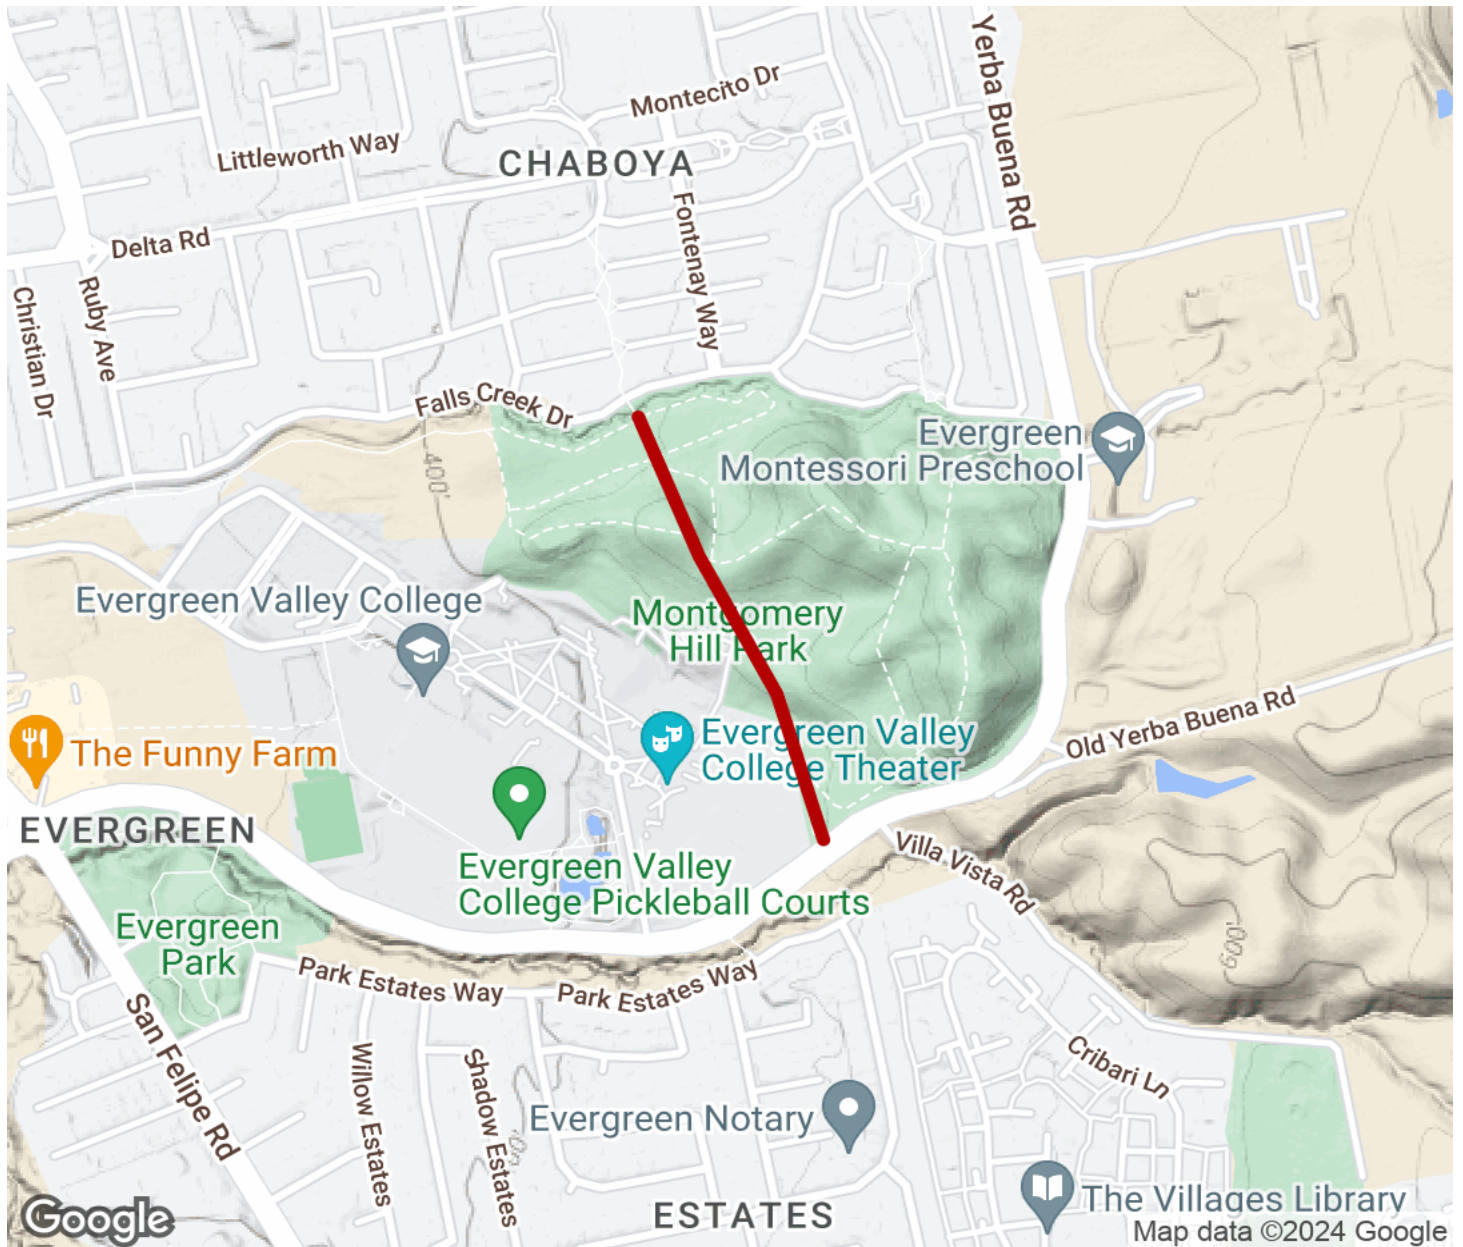 Montecito Dr
Yerba Buena Rd
Littleworth Way
CHABOYA
Fontenay Way
Delta Rd
Ruby Ave
Christian Dr
Falls Creek Dr
400'
Evergreen
Montessori Preschool
Evergreen Valley College
Montgomery
Hill Park
Old Yerba Buena Rd
The Funny Farm
Evergreen Valley
College Theater
EVERGREEN
Villa Vista Rd
Evergreen Valley
College Pickleball Courts
Evergreen
Park
600'
Park Estates Way
Park Estates Way
San Felipe Rd
Willow Estates
Shadow Estates
Cribari Ln
Evergreen Notary
The Villages Library
ESTATES
Google
Map data ©2024 Google